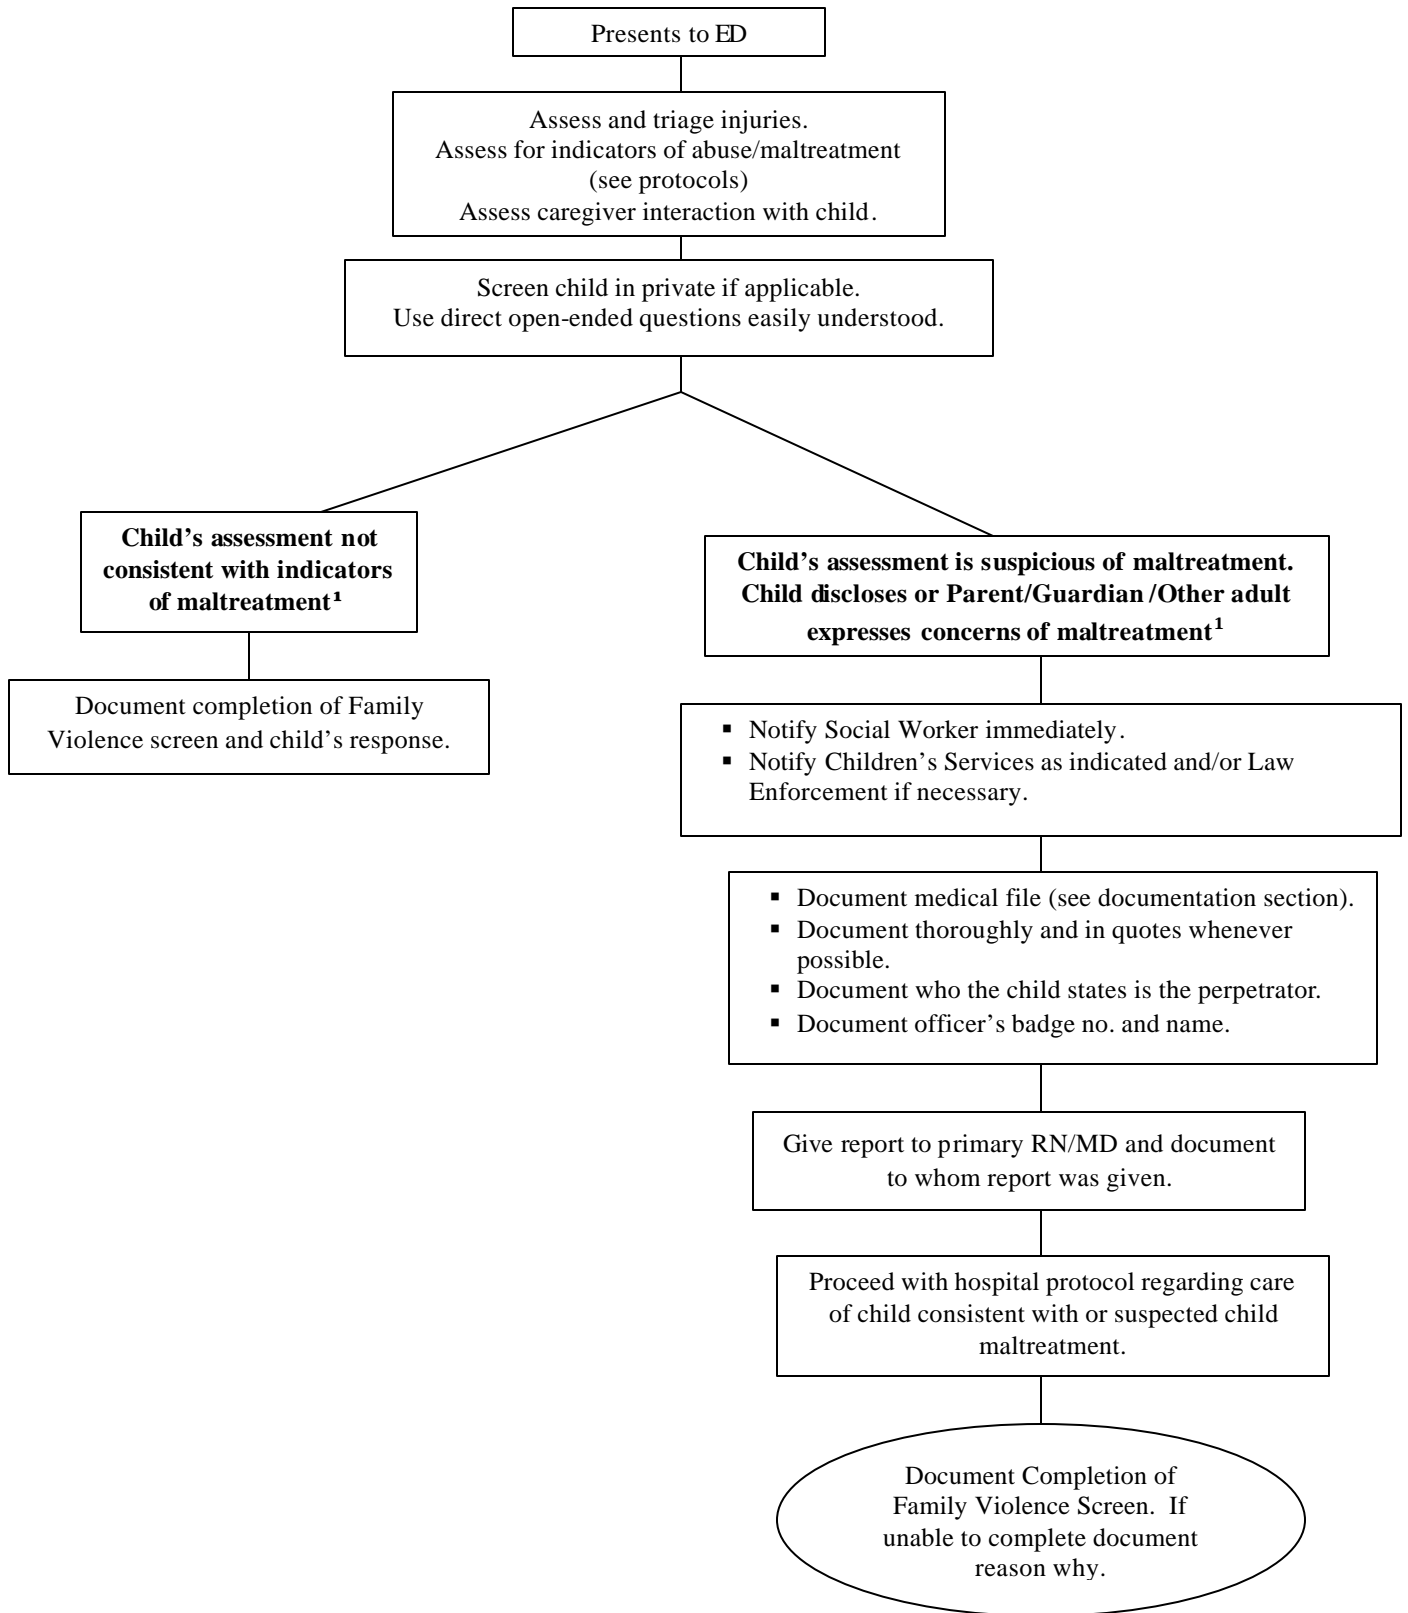 Presents to ED
Assess and triage injuries.
Assess for indicators of abuse/maltreatment
(see protocols)
Assess caregiver interaction with child.
Screen child in private if applicable.
Use direct open-ended questions easily understood.
Child’s assessment not
consistent with indicators
of maltreatment¹
Document completion of Family
Violence screen and child’s response.
Child’s assessment is suspicious of maltreatment.
Child discloses or Parent/Guardian /Other adult
expresses concerns of maltreatment¹
▪ Notify Social Worker immediately.
▪ Notify Children’s Services as indicated and/or Law
Enforcement if necessary.
▪ Document medical file (see documentation section).
▪ Document thoroughly and in quotes whenever
possible.
▪ Document who the child states is the perpetrator.
▪ Document officer’s badge no. and name.
Give report to primary RN/MD and document
to whom report was given.
Proceed with hospital protocol regarding care
of child consistent with or suspected child
maltreatment.
Document Completion of
Family Violence Screen. If
unable to complete document
reason why.